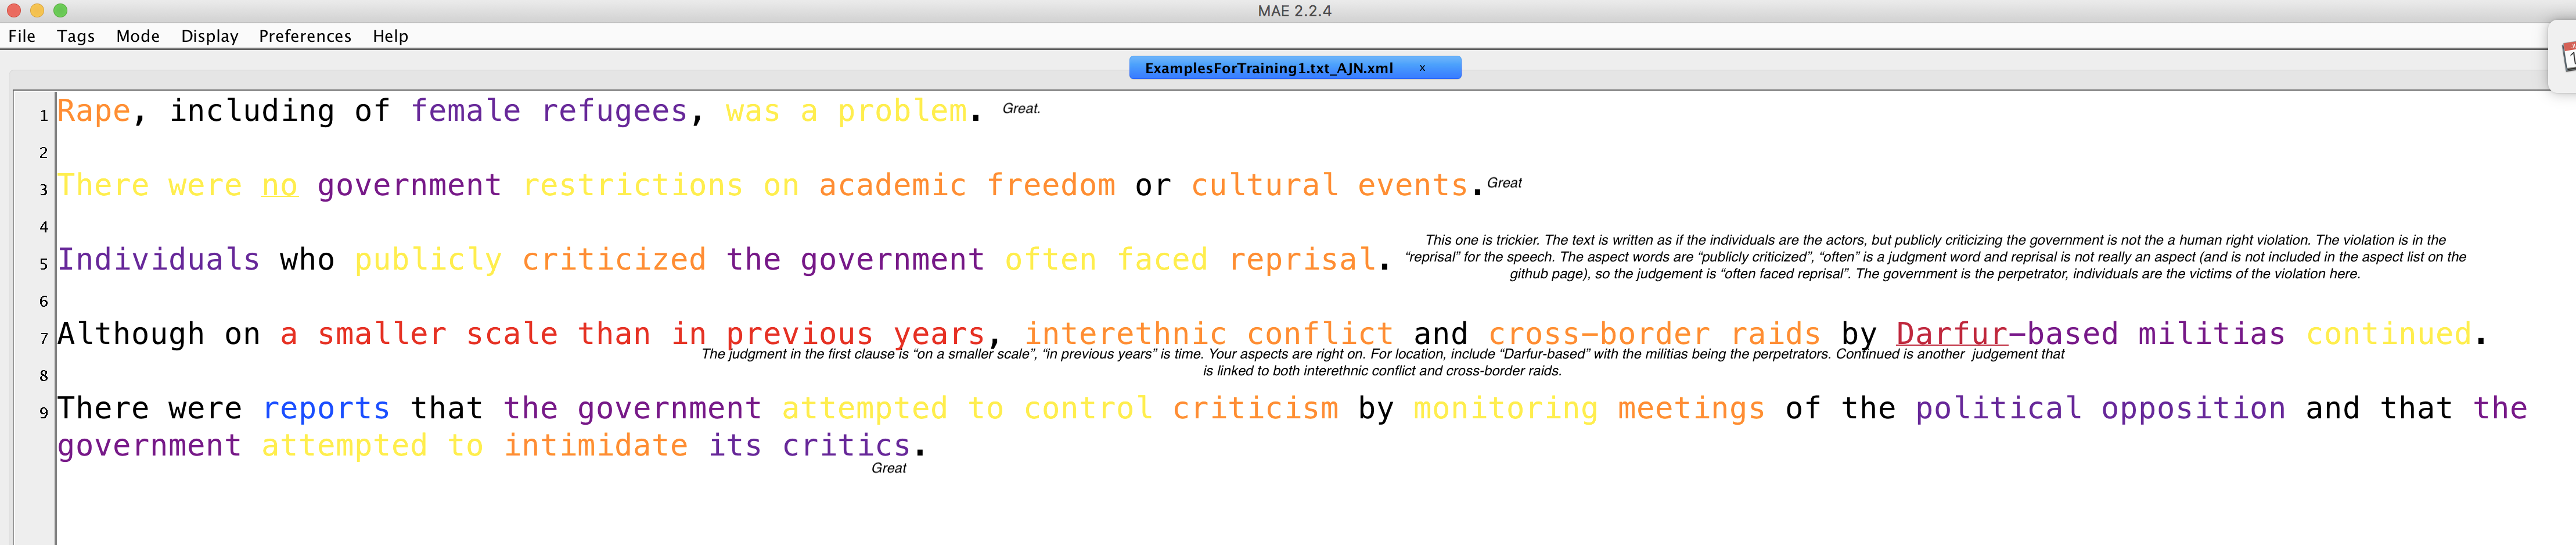 MAE 2.2.4
File Tags Mode Display Preferences Help
ExamplesForTraining1.txt_AJN.xml x
1 Rape, including of female refugees, was a problem. Great.
2
3 There were no government restrictions on academic freedom or cultural events. Great
4
This one is trickier. The text is written as if the individuals are the actors, but publicly criticizing the government is not the a human right violation. The violation is in the
5 Individuals who publicly criticized the government often faced reprisal. “reprisal” for the speech. The aspect words are “publicly criticized”, “often” is a judgment word and reprisal is not really an aspect (and is not included in the aspect list on the
github page), so the judgement is “often faced reprisal”. The government is the perpetrator, individuals are the victims of the violation here.
6
7 Although on a smaller scale than in previous years, interethnic conflict and cross-border raids by Darfur-based militias continued.
The judgment in the first clause is “on a smaller scale”, “in previous years” is time. Your aspects are right on. For location, include “Darfur-based” with the militias being the perpetrators. Continued is another judgement that
8 is linked to both interethnic conflict and cross-border raids.
9 There were reports that the government attempted to control criticism by monitoring meetings of the political opposition and that the
government attempted to intimidate its critics.
Great